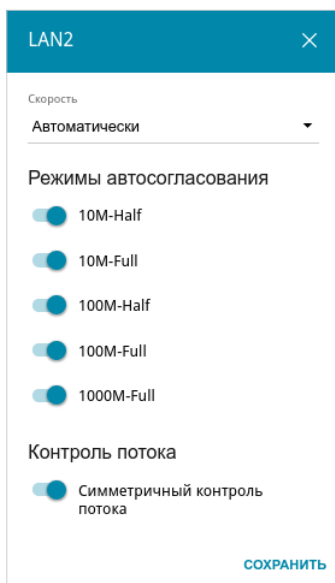 LAN2
Скорость
Автоматически
Режимы автосогласования
10M-Half
10M-Full
100M-Half
100M-Full
1000M-Full
Контроль потока
Симметричный контроль
потока
СОХРАНИТЬ